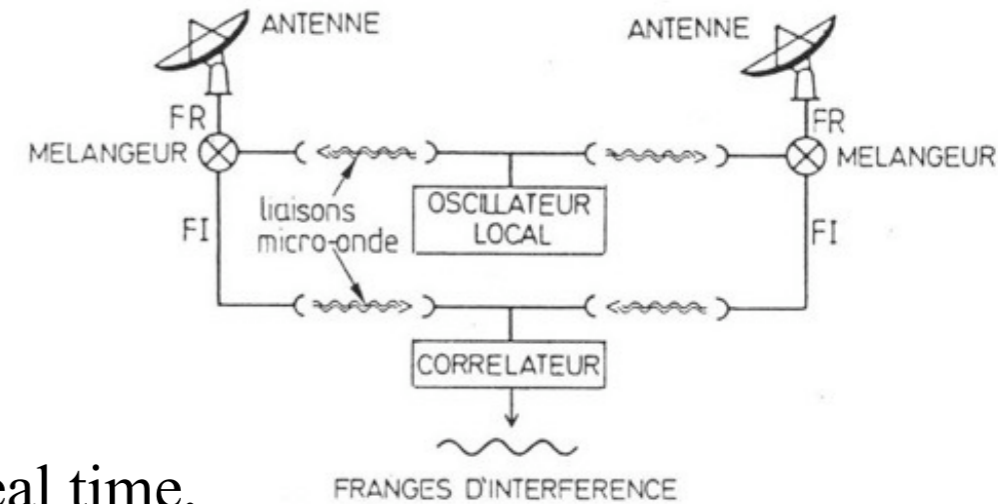 ANTENNE
ANTENNE
FR
FR
MELANGEUR
MELANGEUR
liaisons
micro-onde
OSCILLATEUR
LOCAL
FI
FI
CORRELATEUR
eal time.
FRANGES D'INTERFERENCE